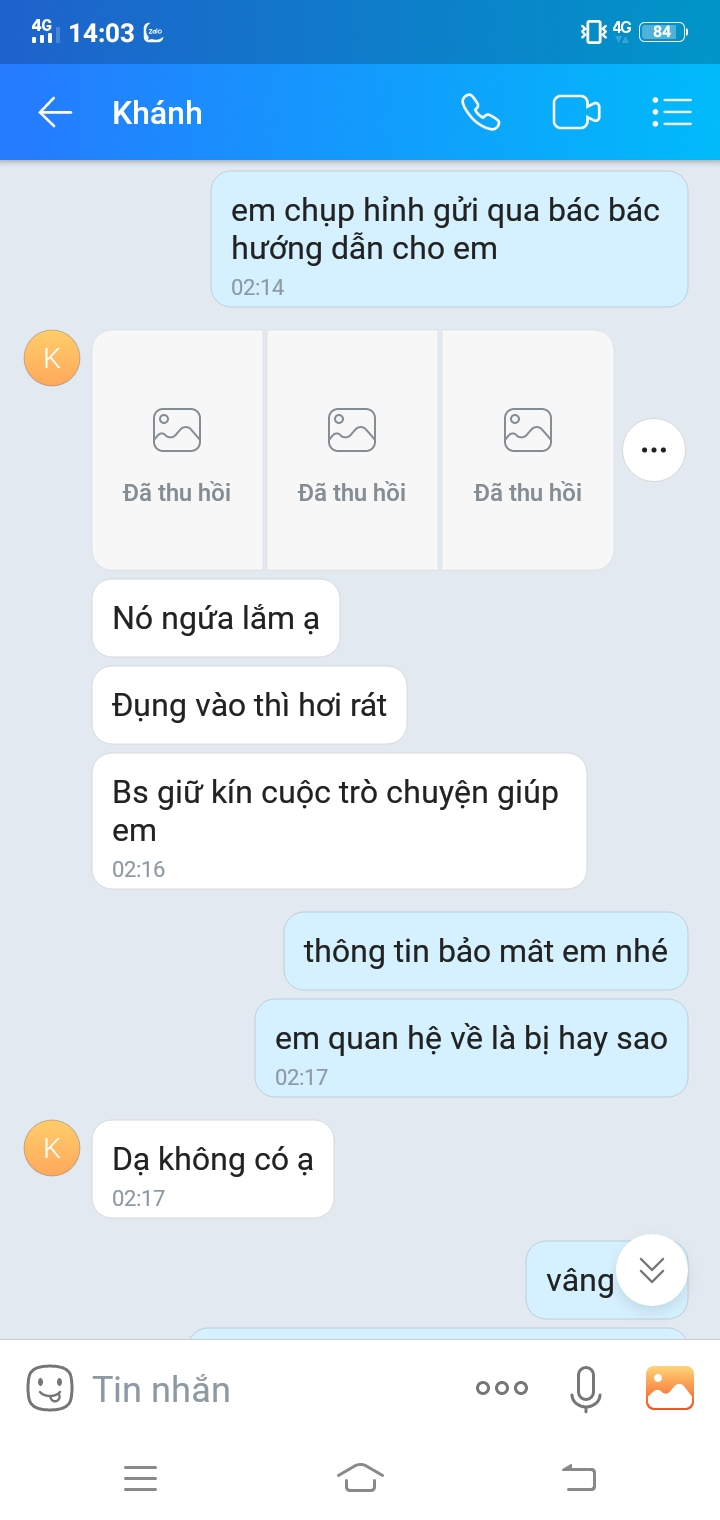 4G 14:03 Zalo 4G 84
Khánh
em chụp hỉnh gửi qua bác bác
hướng dẫn cho em
02:14
K
Đã thu hồi Đã thu hồi Đã thu hồi
Nó ngứa lắm ạ
Đụng vào thì hơi rát
Bs giữ kín cuộc trò chuyện giúp
em
02:16
thông tin bảo mât em nhé
em quan hệ về là bị hay sao
02:17
K
Dạ không có ạ
02:17
vâng
Tin nhắn